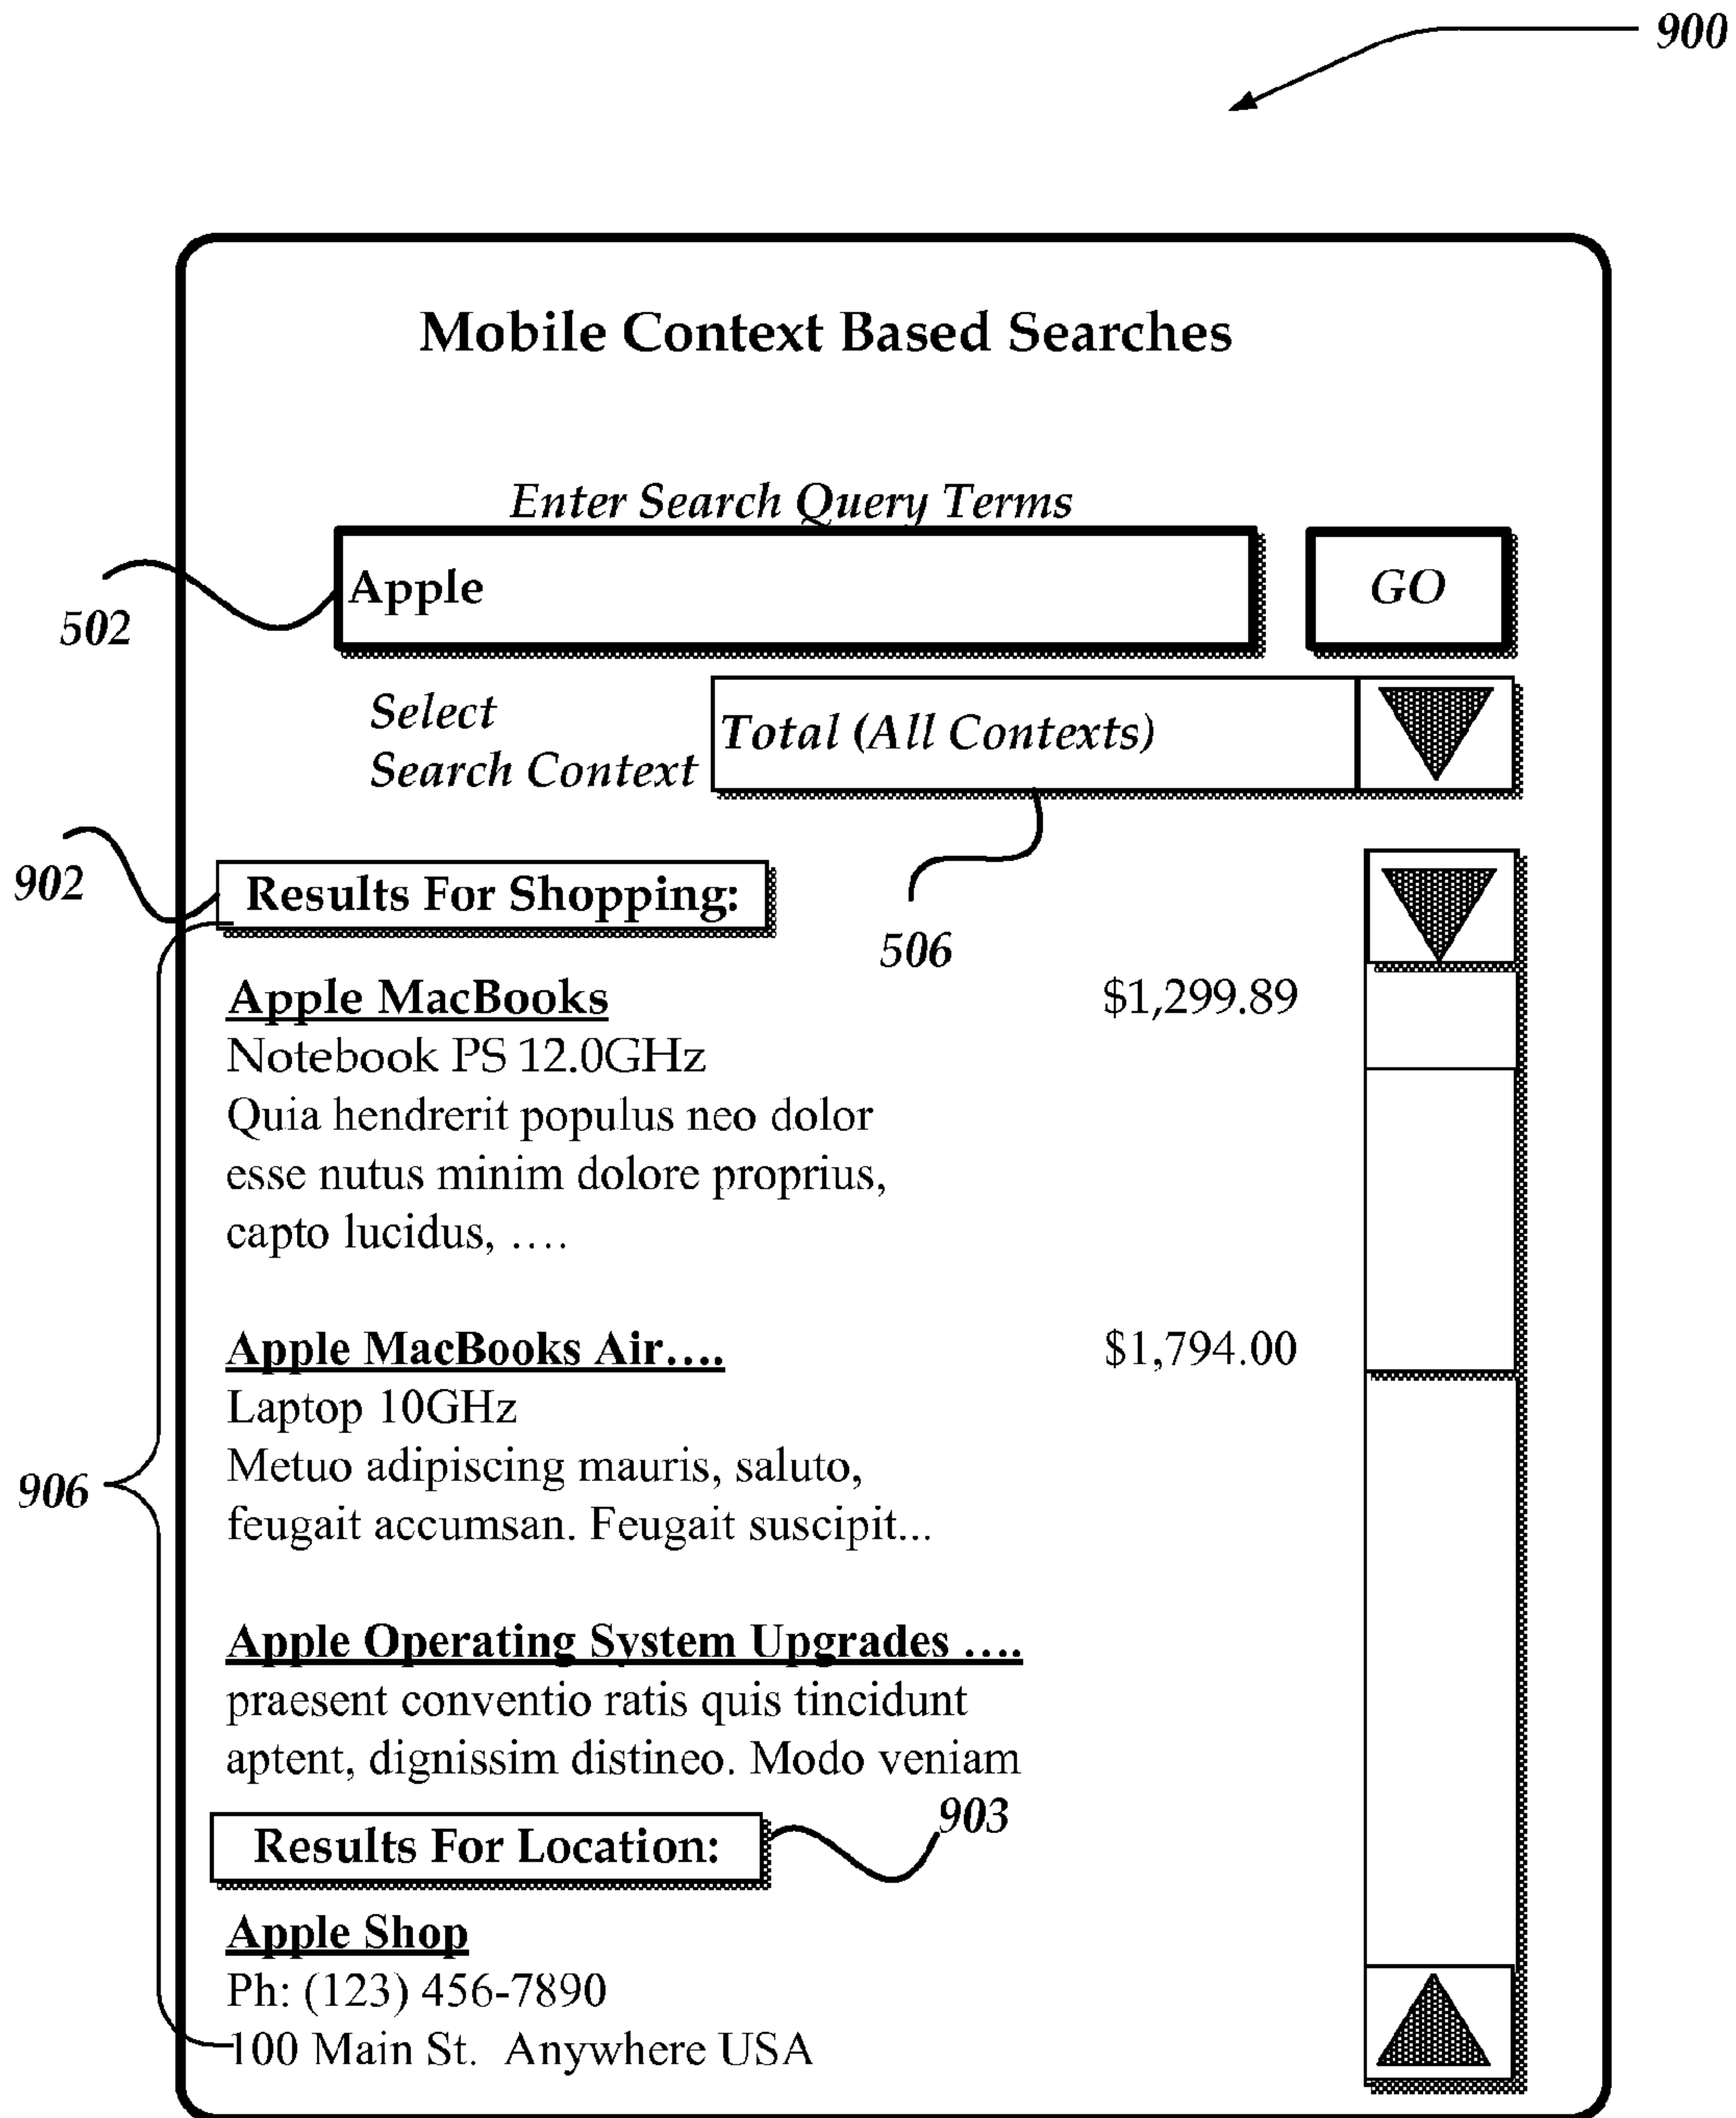 900
Mobile Context Based Searches
Enter Search Query Terms
Apple
GO
502
Select
Search Context
Total (All Contexts)
902
Results For Shopping:
506
Apple MacBooks $1,299.89
Notebook PS 12.0GHz
Quia hendrerit populus neo dolor
esse nutus minim dolore proprius,
capto lucidus, ....
Apple MacBooks Air.... $1,794.00
Laptop 10GHz
Metuo adipiscing mauris, saluto,
906
feugait accumsan. Feugait suscipit...
Apple Operating System Upgrades ....
praesent conventio ratis quis tincidunt
aptent, dignissim distineo. Modo veniam
903
Results For Location:
Apple Shop
Ph: (123) 456-7890
100 Main St. Anywhere USA